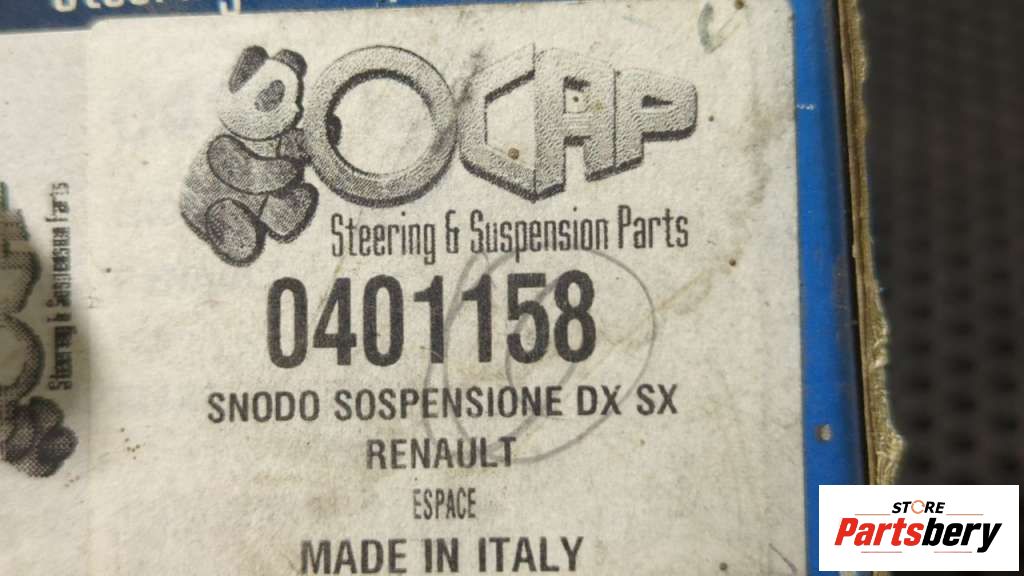 OCAP
Steering & Suspension Parts
0401158
SNODO SOSPENSIONE DX SX
RENAULT
ESPACE
MADE IN ITALY
Steering & Suspension Parts
STORE
Partsbery